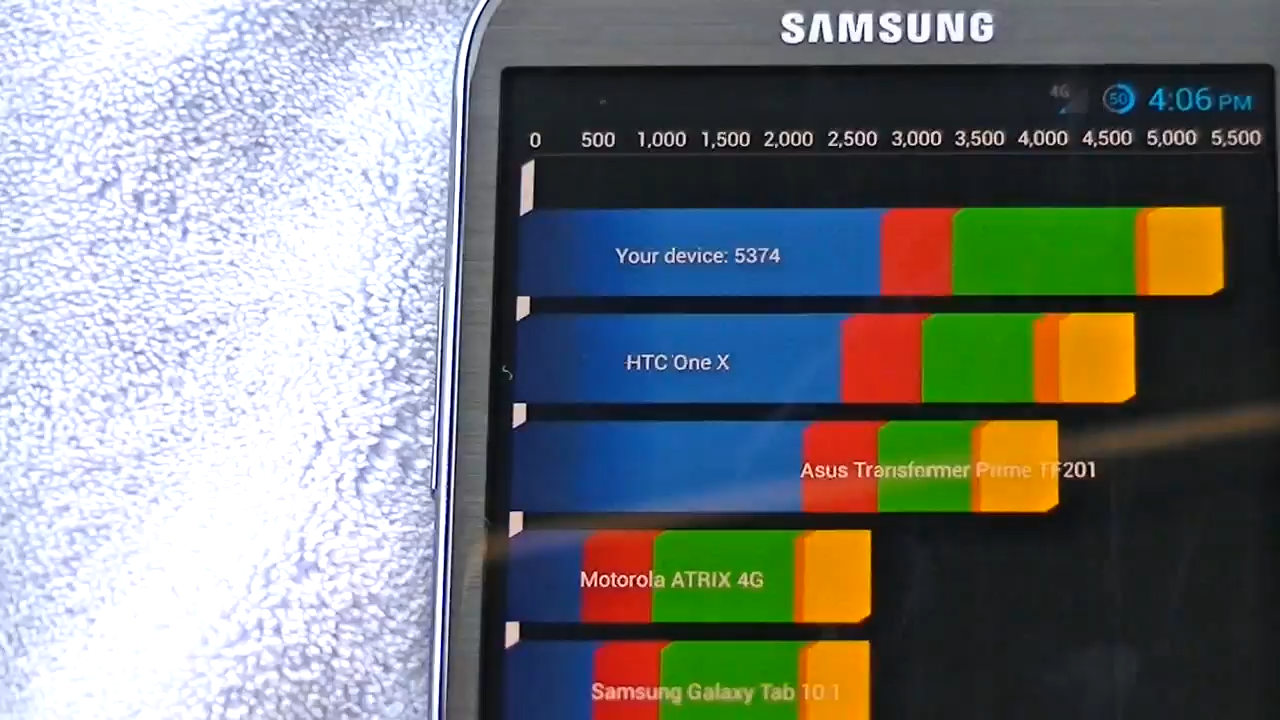 SAMSUNG
4G 50 4:06 PM
0 500 1,000 1,500 2,000 2,500 3,000 3,500 4,000 4,500 5,000 5,500
Your device: 5374
HTC One X
Asus Transformer Prime TF201
Motorola ATRIX 4G
Samsung Galaxy Tab 10.1